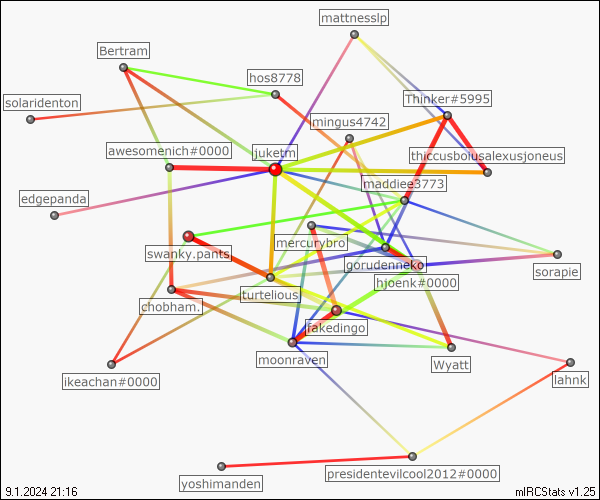 mattnesslp
Bertram
hos8778
solaridenton
Thinker#5995
mingus4742
awesomenich#0000
juketm
thiccusbolusalexusjoneus
maddiee3773
edgepanda
mercurybro
swanky.pants
gorudenneko
sorapie
hjoenk#0000
turtelious
chobham.
fakedingo
moonraven
Wyatt
ikeachan#0000
lahnk
presidentevilcool2012#0000
yoshimanden
9.1.2024 21:16
mIRCStats v1.25